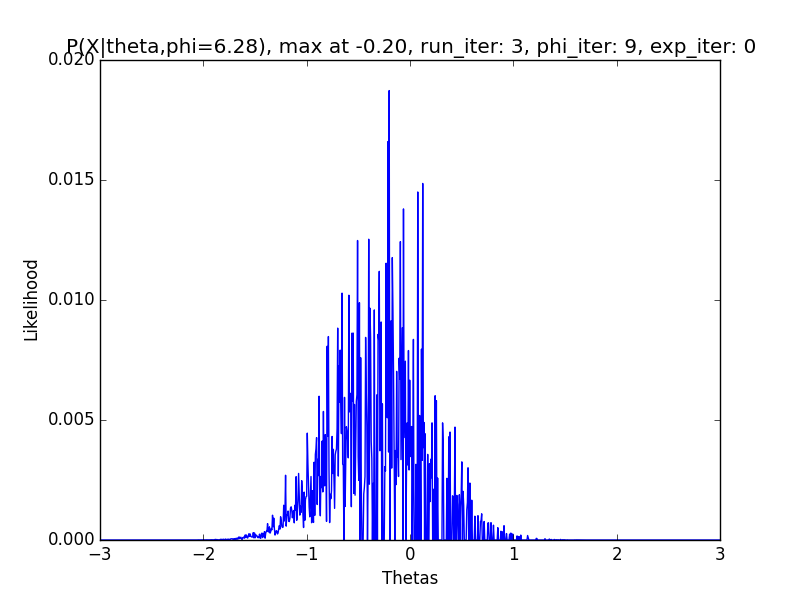 P(X|theta,phi=6.28), max at -0.20, run_iter: 3, phi_iter: 9, exp_iter: 0
0.020
0.015
0.010
0.005
0.000
Likelihood
−3 −2 −1 0 1 2 3
Thetas